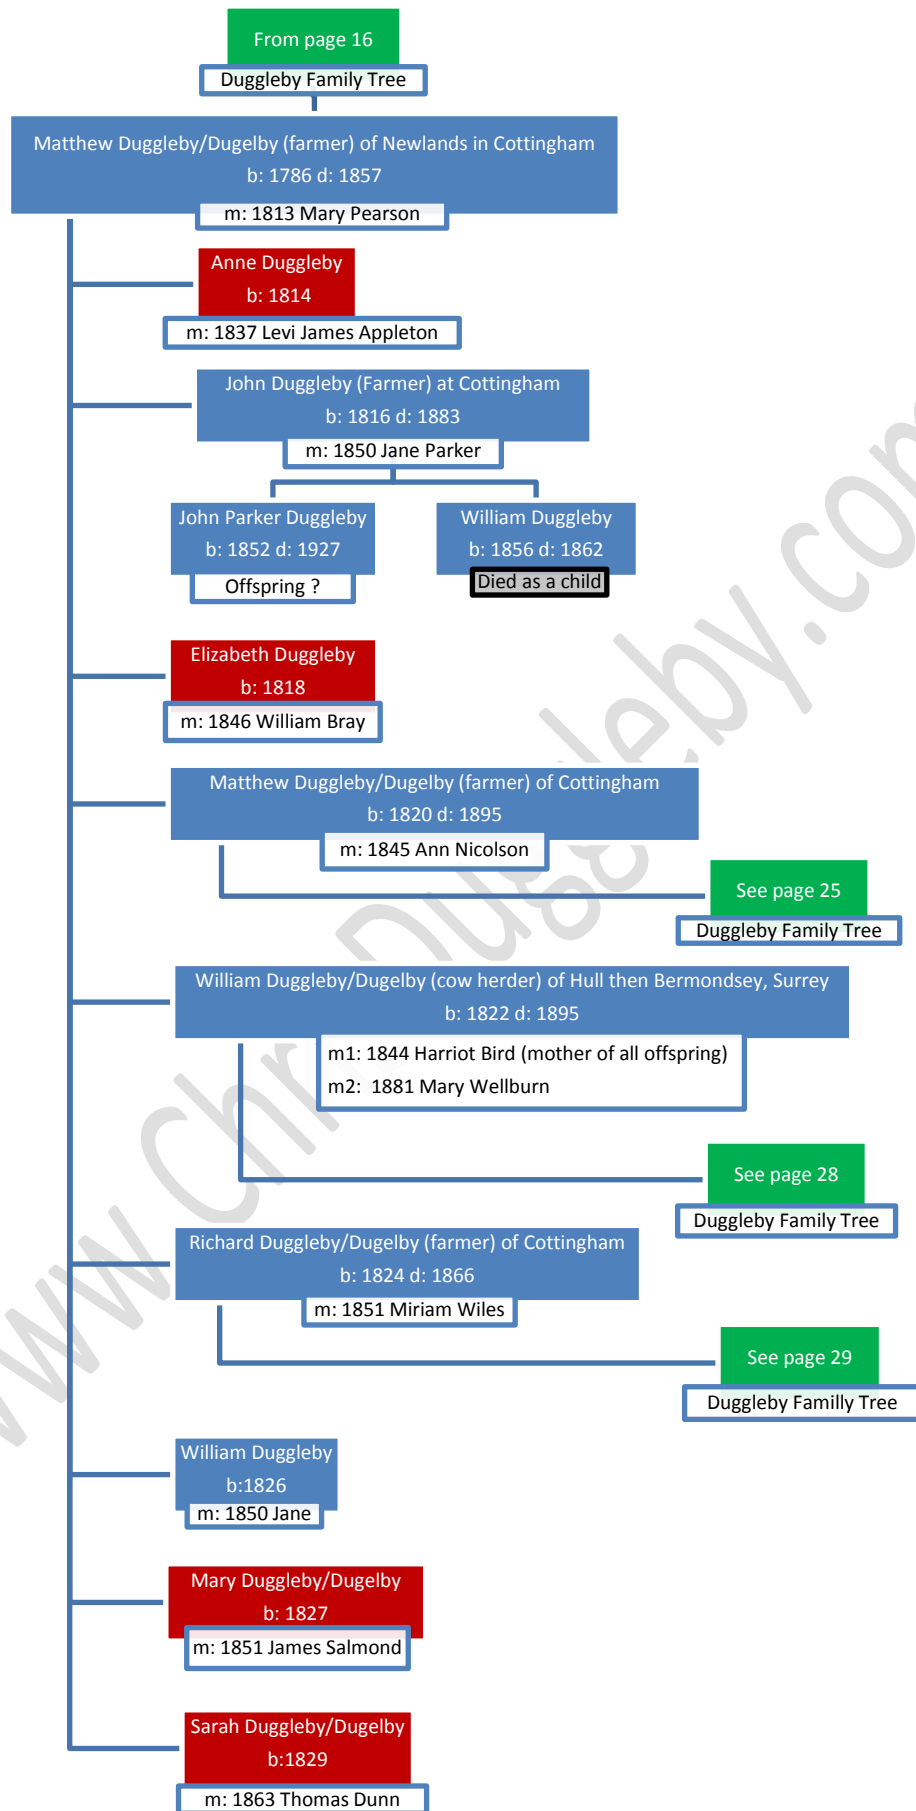 From page 16
Duggleby Family Tree
Matthew Duggleby/Dugelby (farmer) of Newlands in Cottingham
b: 1786 d: 1857
m: 1813 Mary Pearson
Anne Duggleby
b: 1814
m: 1837 Levi James Appleton
John Duggleby (Farmer) at Cottingham
b: 1816 d: 1883
m: 1850 Jane Parker
John Parker Duggleby
b: 1852 d: 1927
Offspring ?
William Duggleby
b: 1856 d: 1862
Died as a child
Elizabeth Duggleby
b: 1818
m: 1846 William Bray
Matthew Duggleby/Dugelby (farmer) of Cottingham
b: 1820 d: 1895
m: 1845 Ann Nicolson
See page 25
Duggleby Family Tree
William Duggleby/Dugelby (cow herder) of Hull then Bermondsey, Surrey
b: 1822 d: 1895
m1: 1844 Harriot Bird (mother of all offspring)
m2:  1881 Mary Wellburn
See page 28
Duggleby Family Tree
Richard Duggleby/Dugelby (farmer) of Cottingham
b: 1824 d: 1866
m: 1851 Miriam Wiles
See page 29
Duggleby Familly Tree
William Duggleby
b:1826
m: 1850 Jane
Mary Duggleby/Dugelby
b: 1827
m: 1851 James Salmond
Sarah Duggleby/Dugelby
b:1829
m: 1863 Thomas Dunn